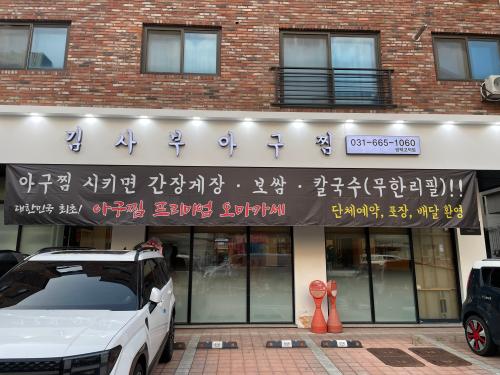 김사부아구찜
031-665-1060
아구찜 시키면 간장게장 · 보쌈 · 칼국수(무한리필)!!
대한민국 최초! 아구찜 프리미엄 오마카세
단체예약, 포장, 배달 환영